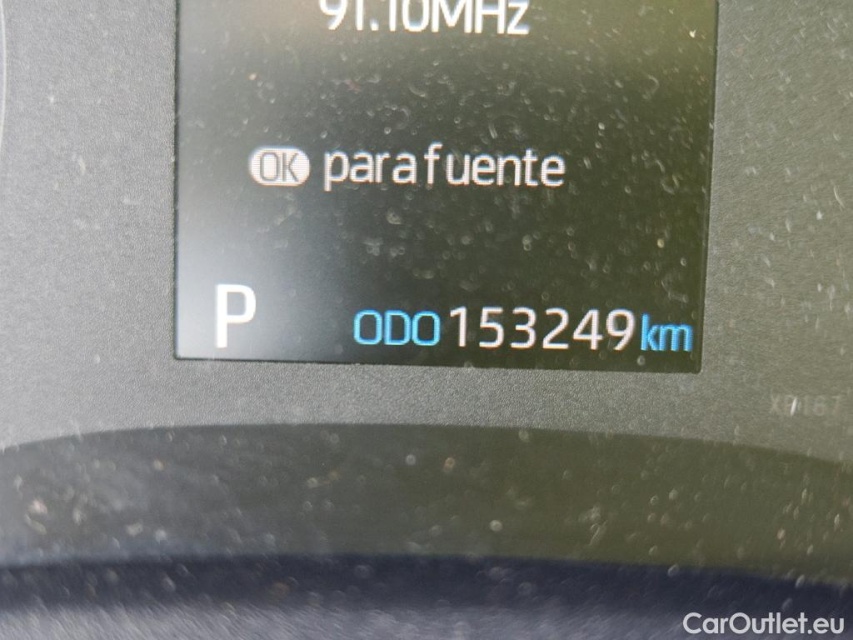 91.10MHz
OK para fuente
P ODO 153249 km
CarOutlet.eu